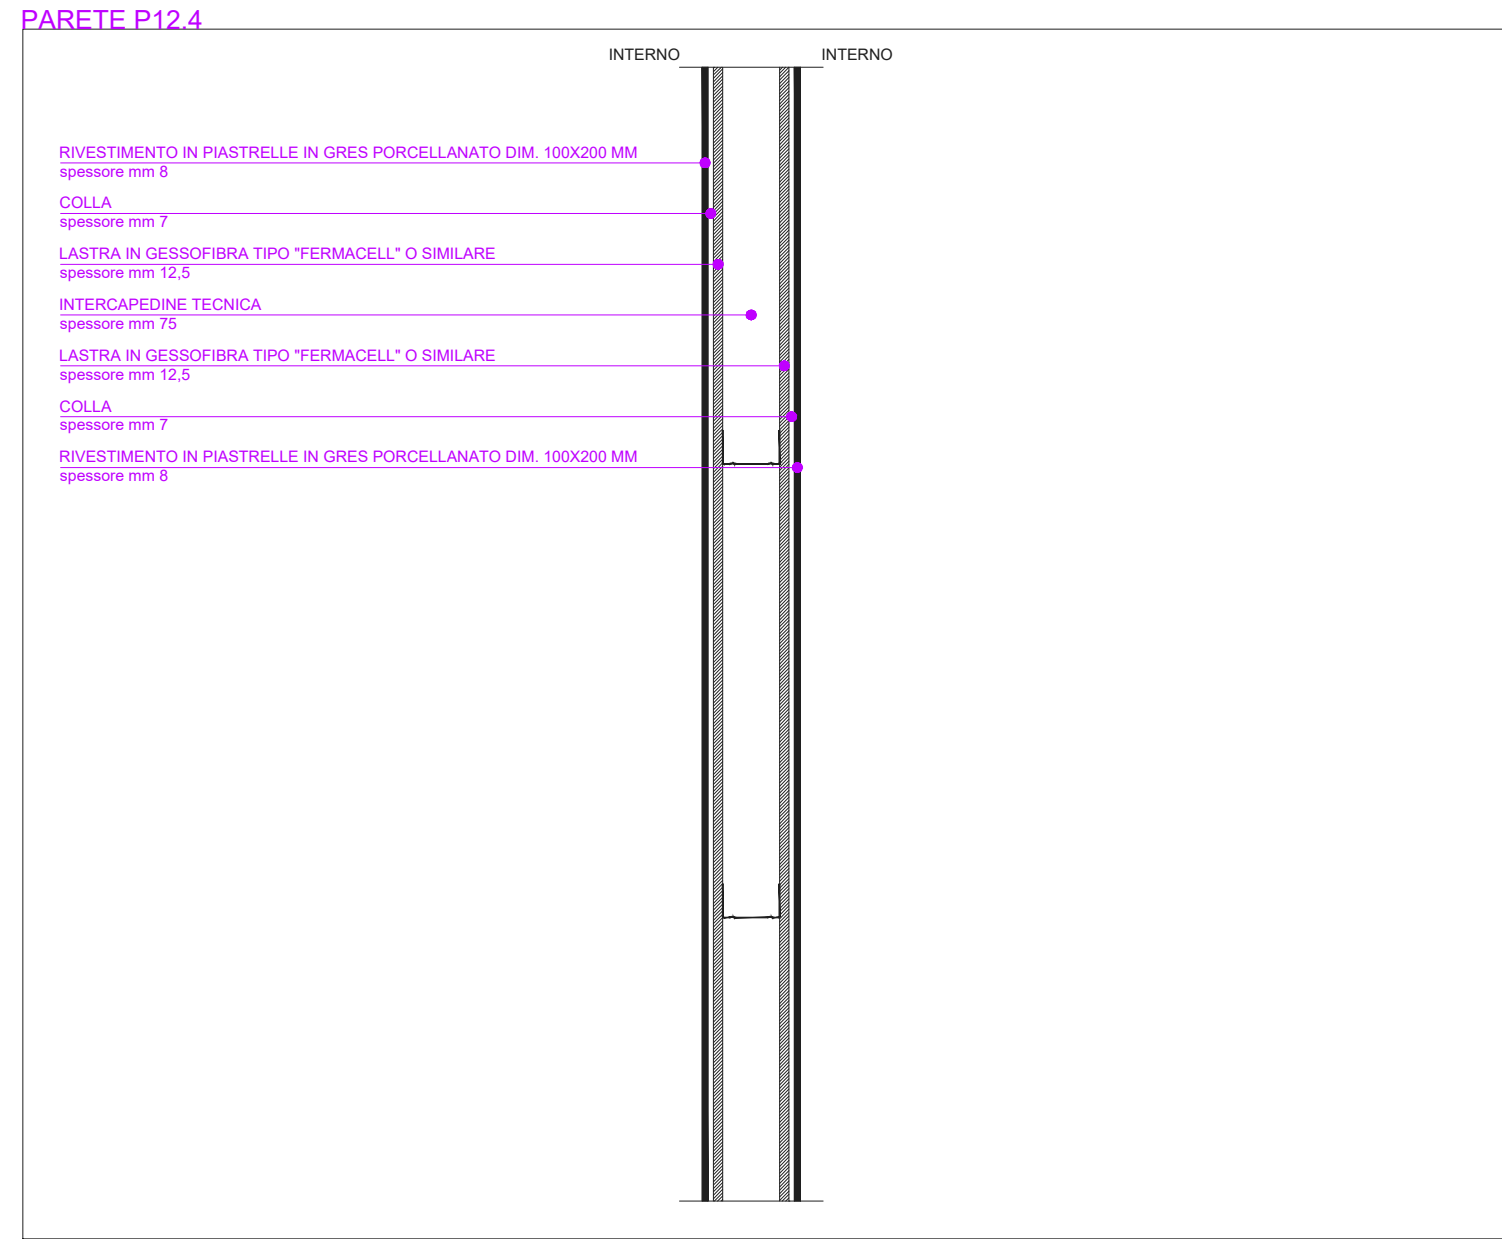 PARETE P12.4
INTERNO INTERNO
RIVESTIMENTO IN PIASTRELLE IN GRES PORCELLANATO DIM. 100X200 MM
spessore mm 8
COLLA
spessore mm 7
LASTRA IN GESSOFIBRA TIPO "FERMACELL" O SIMILARE
spessore mm 12,5
INTERCAPEDINE TECNICA
spessore mm 75
LASTRA IN GESSOFIBRA TIPO "FERMACELL" O SIMILARE
spessore mm 12,5
COLLA
spessore mm 7
RIVESTIMENTO IN PIASTRELLE IN GRES PORCELLANATO DIM. 100X200 MM
spessore mm 8